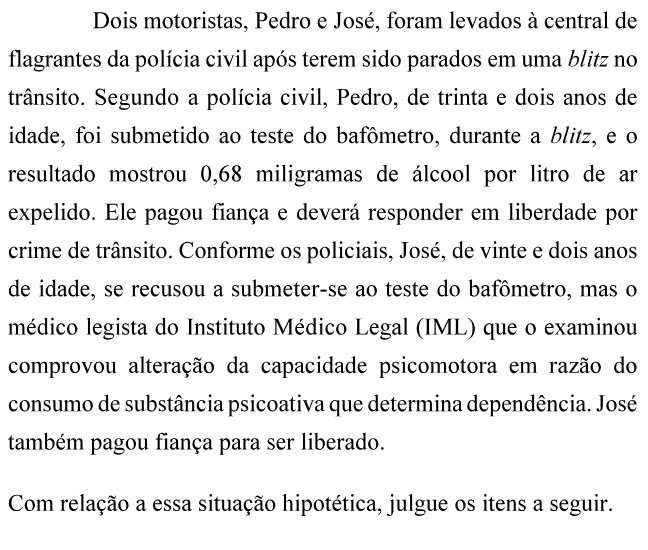 Dois motoristas, Pedro e José, foram levados à central de
flagrantes da polícia civil após terem sido parados em uma blitz no
trânsito. Segundo a polícia civil, Pedro, de trinta e dois anos de
idade, foi submetido ao teste do bafômetro, durante a blitz, e o
resultado mostrou 0,68 miligramas de álcool por litro de ar
expelido. Ele pagou fiança e deverá responder em liberdade por
crime de trânsito. Conforme os policiais, José, de vinte e dois anos
de idade, se recusou a submeter-se ao teste do bafômetro, mas o
médico legista do Instituto Médico Legal (IML) que o examinou
comprovou alteração da capacidade psicomotora em razão do
consumo de substância psicoativa que determina dependência. José
também pagou fiança para ser liberado.
Com relação a essa situação hipotética, julgue os itens a seguir.